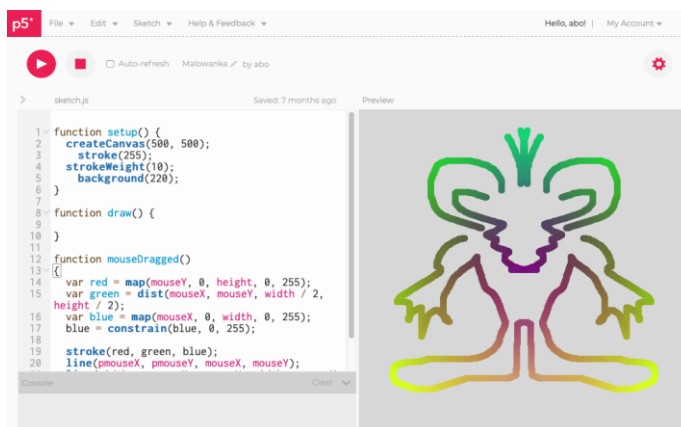 p5* File Edit Sketch Help & Feedback Hello, abo! | My Account
Auto-refresh Malowanka by abo
> sketch.js Saved: 7 months ago Preview
1 function setup() {
2 createCanvas(500, 500);
3 stroke(255);
4 strokeWeight(10);
5 background(220);
6 }
7
8 function draw() {
9
10 }
11
12 function mouseDragged()
13 {
14 var red = map(mouseY, 0, height, 0, 255);
15 var green = dist(mouseX, mouseY, width / 2,
height / 2);
16 var blue = map(mouseX, 0, width, 0, 255);
17 blue = constrain(blue, 0, 255);
18
19 stroke(red, green, blue);
20 line(pmouseX, pmouseY, mouseX, mouseY);
Console Clear